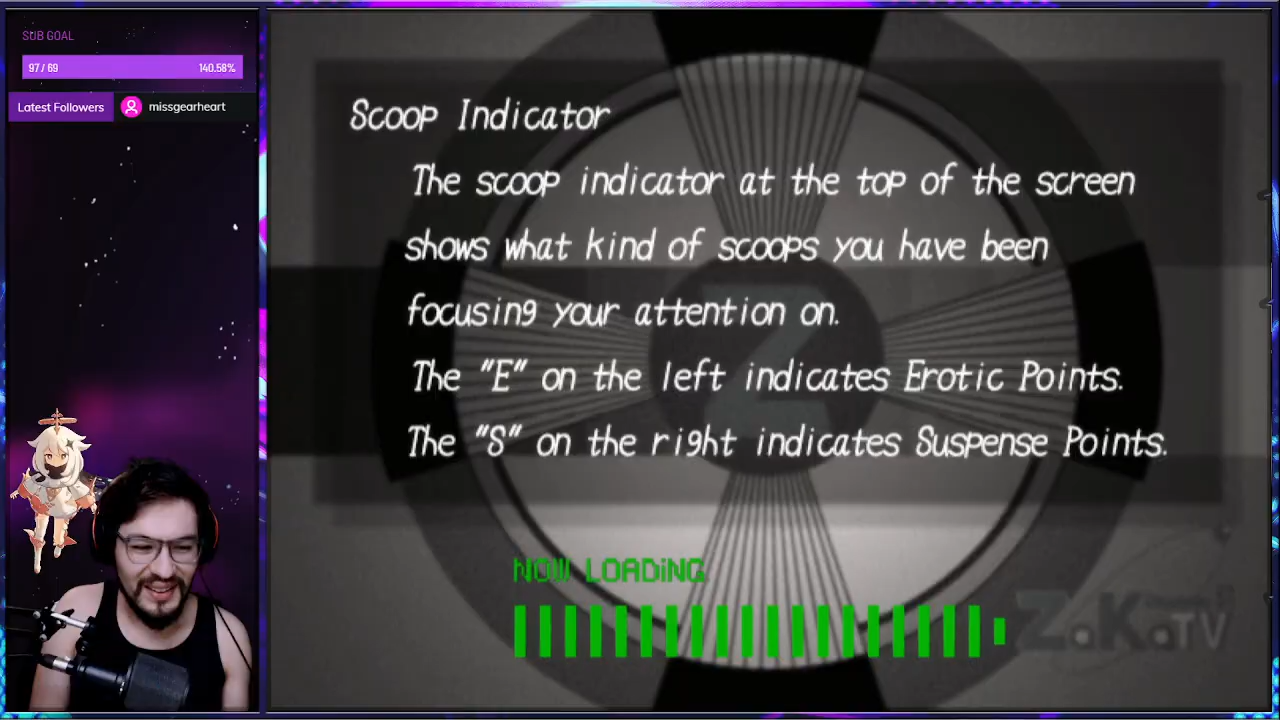 SUB GOAL
97 / 69 140.58%
Latest Followers missgearheart
Scoop Indicator
The scoop indicator at the top of the screen
shows what kind of scoops you have been
focusing your attention on.
The "E" on the left indicates Erotic Points.
The "S" on the right indicates Suspense Points.
Z
NOW LOADING
ZaKaTV